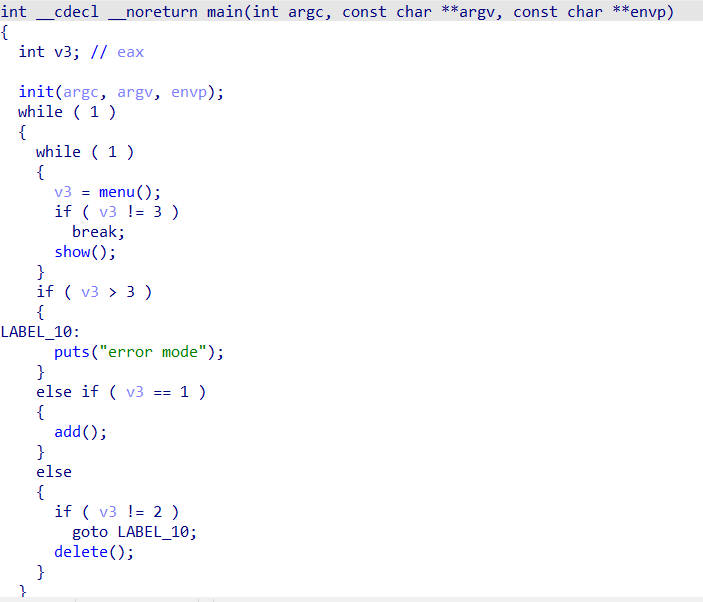 int __cdecl __noreturn main(int argc, const char **argv, const char **envp)
{
  int v3; // eax

  init(argc, argv, envp);
  while ( 1 )
  {
    while ( 1 )
    {
      v3 = menu();
      if ( v3 != 3 )
        break;
      show();
    }
    if ( v3 > 3 )
    {
LABEL_10:
      puts("error mode");
    }
    else if ( v3 == 1 )
    {
      add();
    }
    else
    {
      if ( v3 != 2 )
        goto LABEL_10;
      delete();
    }
  }